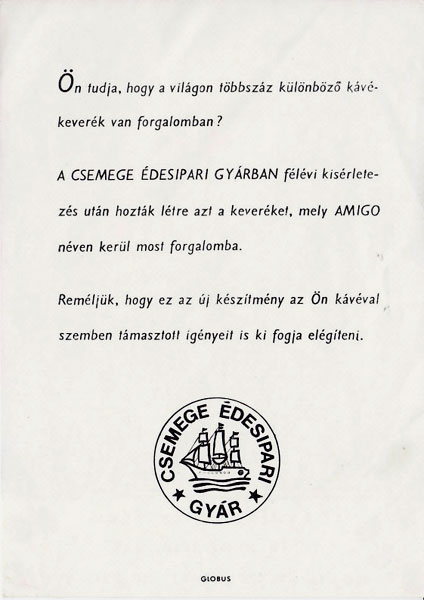 Ön tudja, hogy a világon többszáz különböző kávé-
keverék van forgalomban?
A CSEMEGE ÉDESIPARI GYÁRBAN félévi kisérlete-
zés után hozták létre azt a keveréket, mely AMIGO
néven kerül most forgalomba.
Reméljük, hogy ez az új készítmény az Ön kávéval
szemben támasztott igényeit is ki fogja elégíteni.
CSEMEGE ÉDESIPARI
GYÁR
GLOBUS